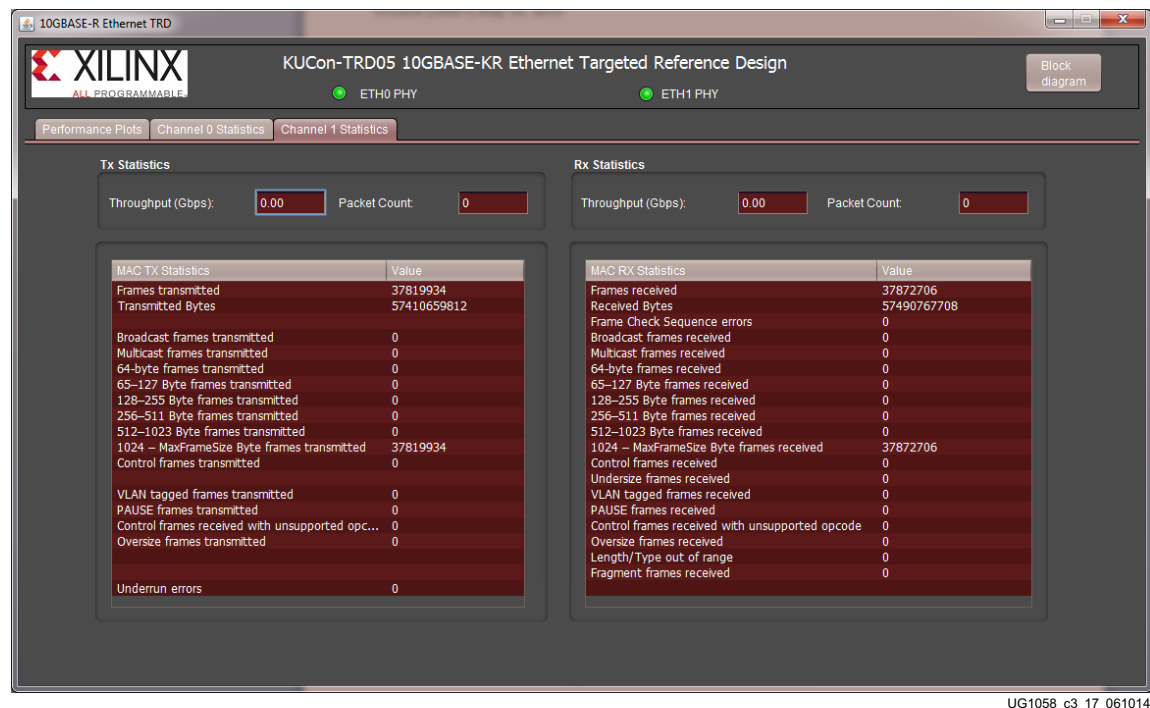 10GBASE-R Ethernet TRD
XILINX
ALL PROGRAMMABLE
KUCon-TRD05 10GBASE-KR Ethernet Targeted Reference Design
ETH0 PHY
ETH1 PHY
Block
diagram
Performance Plots Channel 0 Statistics Channel 1 Statistics
Tx Statistics
Throughput (Gbps): 0.00 Packet Count: 0
MAC TX Statistics Value
Frames transmitted 37819934
Transmitted Bytes 57410659812
Broadcast frames transmitted 0
Multicast frames transmitted 0
64-byte frames transmitted 0
65–127 Byte frames transmitted 0
128–255 Byte frames transmitted 0
256–511 Byte frames transmitted 0
512–1023 Byte frames transmitted 0
1024 – MaxFrameSize Byte frames transmitted 37819934
Control frames transmitted 0
VLAN tagged frames transmitted 0
PAUSE frames transmitted 0
Control frames received with unsupported opc... 0
Oversize frames transmitted 0
Underrun errors 0
Rx Statistics
Throughput (Gbps): 0.00 Packet Count: 0
MAC RX Statistics Value
Frames received 37872706
Received Bytes 57490767708
Frame Check Sequence errors 0
Broadcast frames received 0
Multicast frames received 0
64-byte frames received 0
65–127 Byte frames received 0
128–255 Byte frames received 0
256–511 Byte frames received 0
512–1023 Byte frames received 0
1024 – MaxFrameSize Byte frames received 37872706
Control frames received 0
Undersize frames received 0
VLAN tagged frames received 0
PAUSE frames received 0
Control frames received with unsupported opcode 0
Oversize frames received 0
Length/Type out of range 0
Fragment frames received 0
UG1058_c3_17_061014